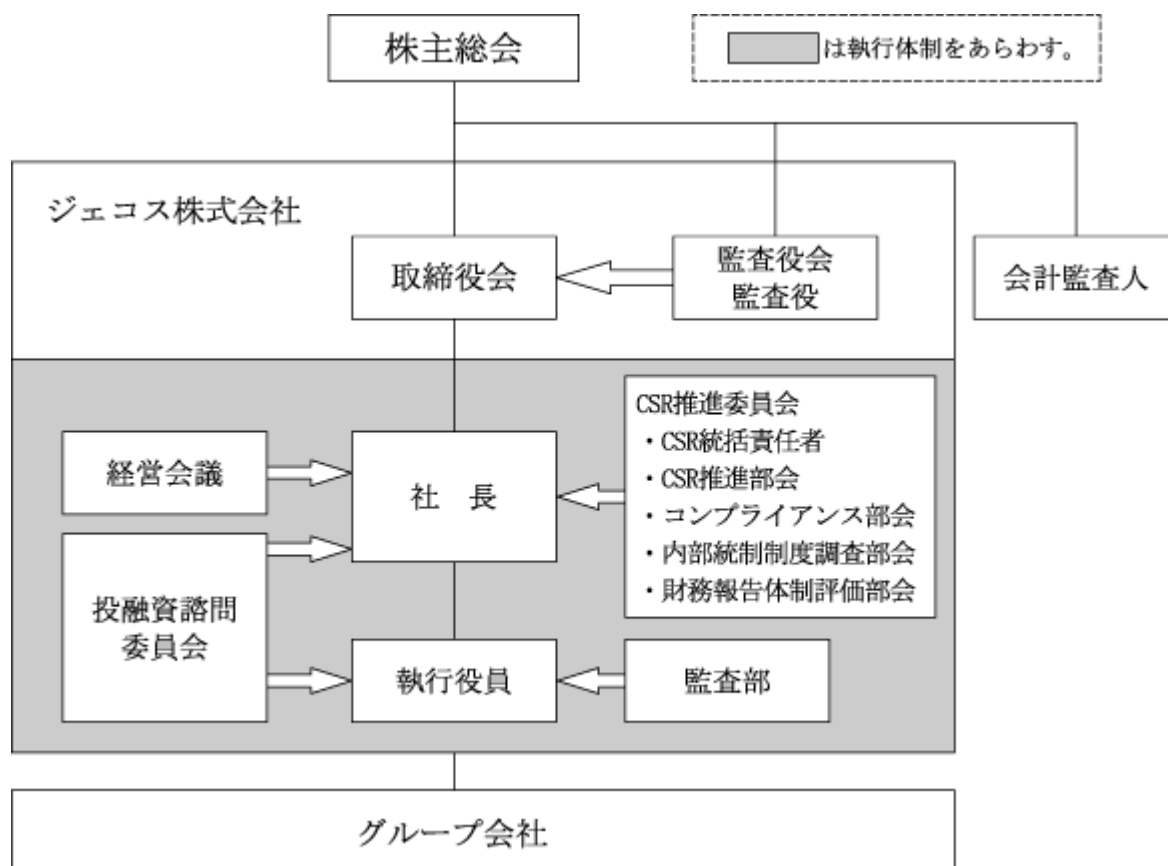 株主総会
は執行体制をあらわす。
ジェコス株式会社
取締役会
監査役会
監査役
会計監査人
経営会議
社 長
CSR推進委員会
・CSR統括責任者
・CSR推進部会
・コンプライアンス部会
・内部統制制度調査部会
・財務報告体制評価部会
投融資諮問
委員会
執行役員
監査部
グループ会社